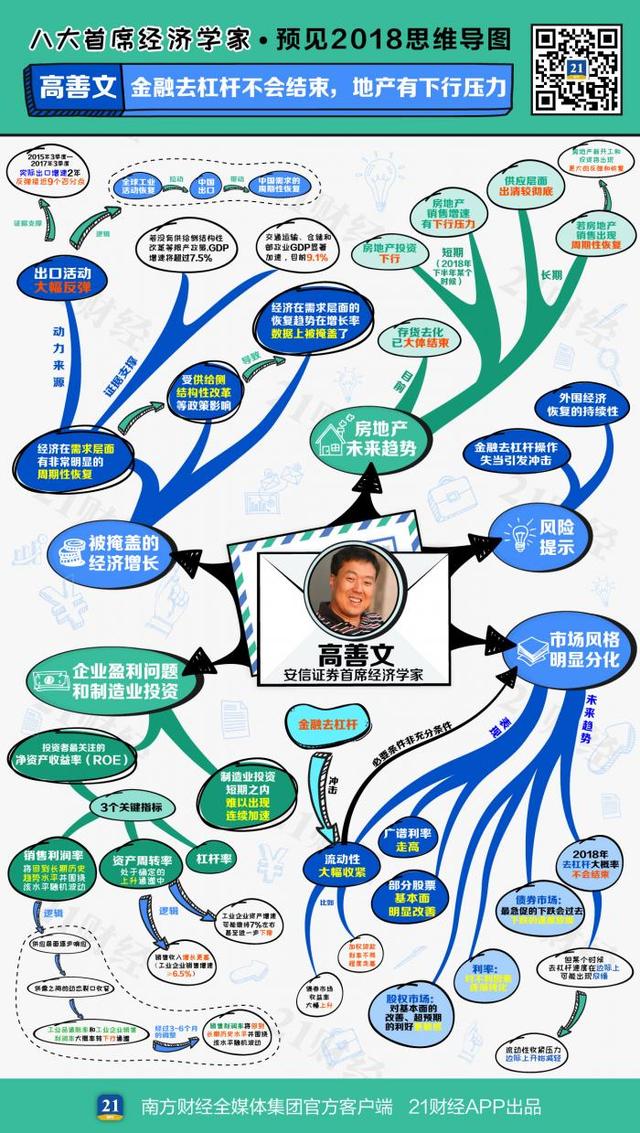 八大首席经济学家·预见2018思维导图
高善文
金融去杠杆不会结束，地产有下行压力
21
2015年3季度—
2017年3季度
实际出口增速2年
反弹接近9个百分点
证据支撑
逻辑
全球工业
活动恢复
拉动
中国
出口
带动
中国需求的
周期性恢复
出口活动
大幅反弹
动力来源
若没有供给侧结构性
改革等限产政策,GDP
增速将超过7.5%
交通运输、仓储和
邮政业GDP显著
加速，目前9.1%
证据支撑
经济在需求层面的
恢复趋势在增长率
数据上被掩盖了
导致
受供给侧
结构性改革
等政策影响
经济在需求层面
有非常明显的
周期性恢复
被掩盖的
经济增长
房地产新开工和
投资将出现
更大的反弹和恢复
供应层面
出清较彻底
若房地产
销售出现
周期性恢复
长期
房地产
销售增速
有下行压力
房地产投资
下行
短期
(2018年
下半年某个
时候)
存货去化
已大体结束
目前
房地产
未来趋势
外围经济
恢复的持续性
金融去杠杆操作
失当引发冲击
风险
提示
高善文
安信证券首席经济学家
企业盈利问题
和制造业投资
投资者最关注的
净资产收益率（ROE）
3个关键指标
制造业投资
短期之内
难以出现
连续加速
销售利润率
将回到长期历史
趋势水平并围绕
该水平随机波动
资产周转率
处于确定的
上升通道中
杠杆率
逻辑
逻辑
工业企业资产增速
可能维持7%左右
甚至进一步下降
销售收入增长更高
(工业企业销售增速
>6.5%)
供应层面逐步响应
供需之间的动态裂口收窄
工业品通胀率和工业企业销售
利润率大概率转下行通道
经过3-6个月
的调整
销售利润率将回到
长期历史水平并围绕
该水平随机波动
市场风格
明显分化
金融去杠杆
冲击
必要条件非充分条件
表现
未来趋势
流动性
大幅收紧
比如
债券市场
收益率
大幅上升
加权贷款
利率不同
程度走高
广谱利率
走高
部分股票
基本面
明显改善
股权市场：
对基本面的
改善、超预期
的利好
利率：
债券市场：
最急促的下跌会过去
2018年
去杠杆大概率
不会结束
但某个时候
去杠杆速度在边际上
可能出现放缓
流动性收紧压力
边际上开始减轻
21 南方财经全媒体集团官方客户端 21财经APP出品